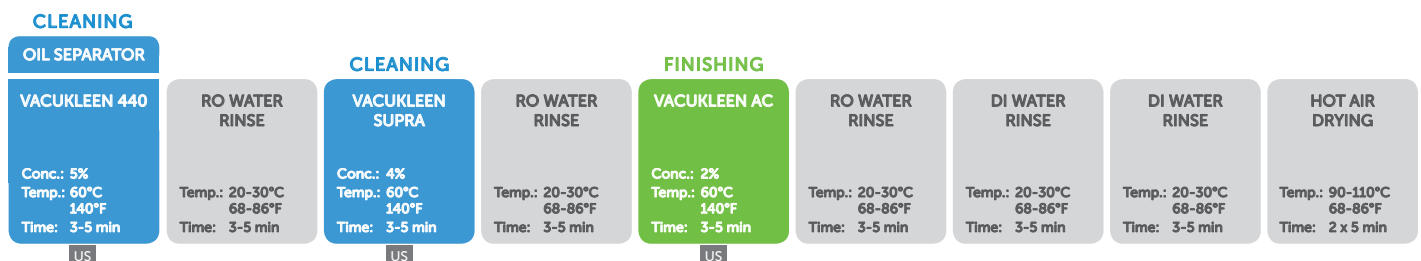 CLEANING
OIL SEPARATOR
VACUKLEEN 440
Conc.: 5%
Temp.: 60°C
140°F
Time: 3-5 min
US
RO WATER
RINSE
Temp.: 20-30°C
68-86°F
Time: 3-5 min
CLEANING
VACUKLEEN
SUPRA
Conc.: 4%
Temp.: 60°C
140°F
Time: 3-5 min
US
RO WATER
RINSE
Temp.: 20-30°C
68-86°F
Time: 3-5 min
FINISHING
VACUKLEEN AC
Conc.: 2%
Temp.: 60°C
140°F
Time: 3-5 min
US
RO WATER
RINSE
Temp.: 20-30°C
68-86°F
Time: 3-5 min
DI WATER
RINSE
Temp.: 20-30°C
68-86°F
Time: 3-5 min
DI WATER
RINSE
Temp.: 20-30°C
68-86°F
Time: 3-5 min
HOT AIR
DRYING
Temp.: 90-110°C
68-86°F
Time: 2 x 5 min